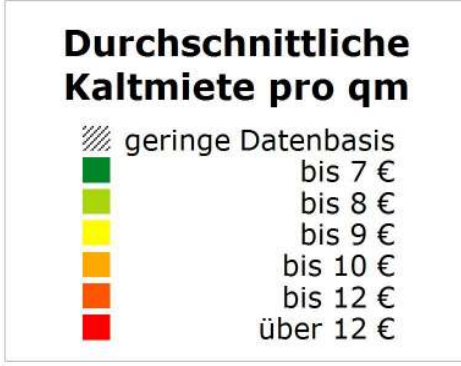 Durchschnittliche
Kaltmiete pro qm
geringe Datenbasis
bis 7 €
bis 8 €
bis 9 €
bis 10 €
bis 12 €
über 12 €